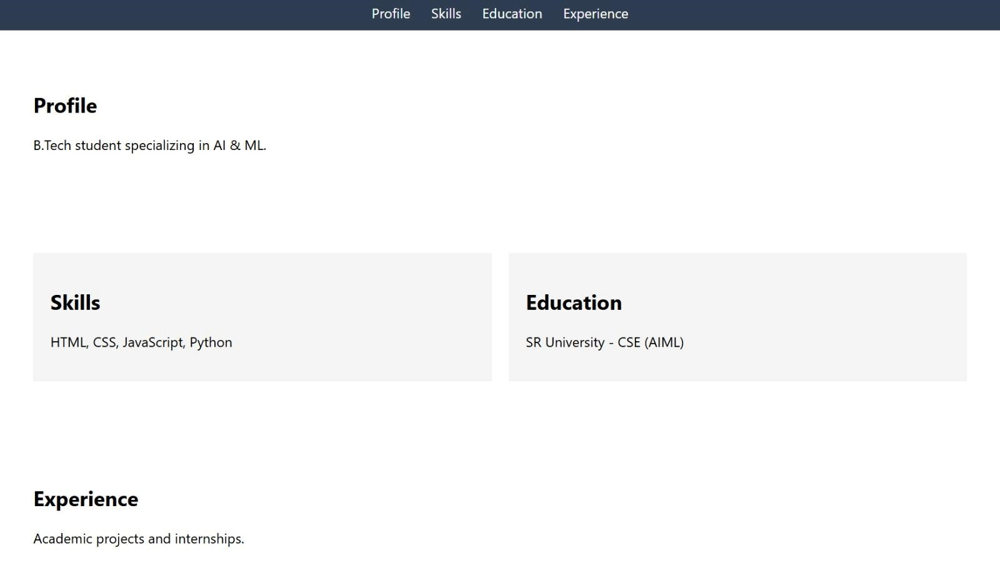 Profile Skills Education Experience
Profile
B.Tech student specializing in AI & ML.
Skills
HTML, CSS, JavaScript, Python
Education
SR University - CSE (AIML)
Experience
Academic projects and internships.